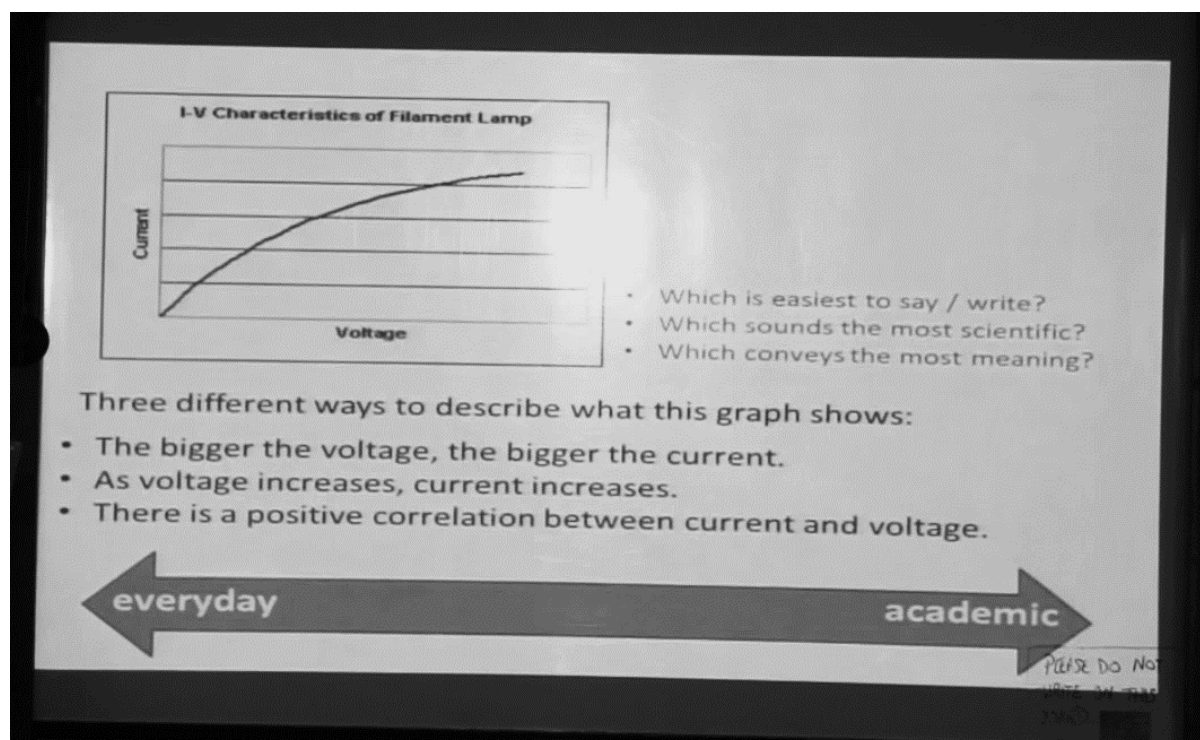 I-V Characteristics of Filament Lamp
Current
Voltage
• Which is easiest to say / write?
• Which sounds the most scientific?
• Which conveys the most meaning?
Three different ways to describe what this graph shows:
• The bigger the voltage, the bigger the current.
• As voltage increases, current increases.
• There is a positive correlation between current and voltage.
everyday
academic
PLEASE DO NOT
WRITE ON THIS